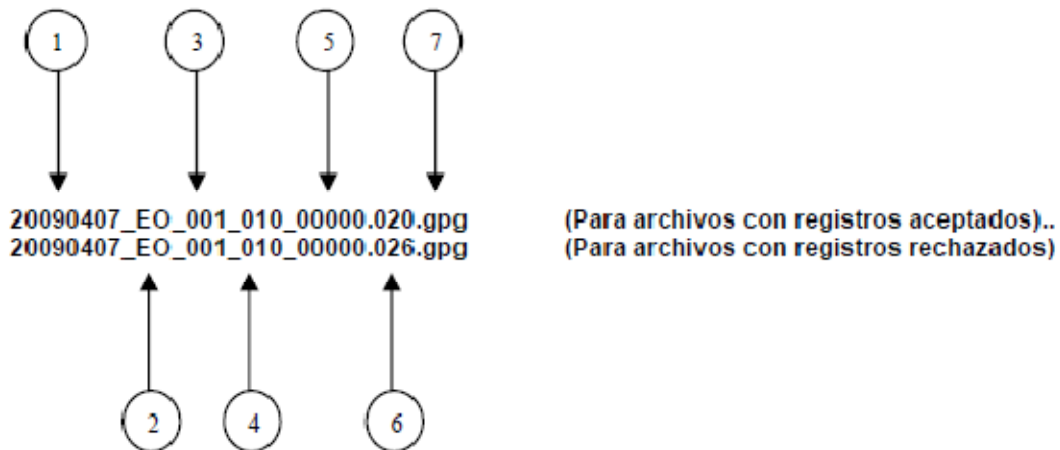 1 3 5 7
20090407_EO_001_010_00000.020.gpg (Para archivos con registros aceptados)..
20090407_EO_001_010_00000.026.gpg (Para archivos con registros rechazados)
2 4 6